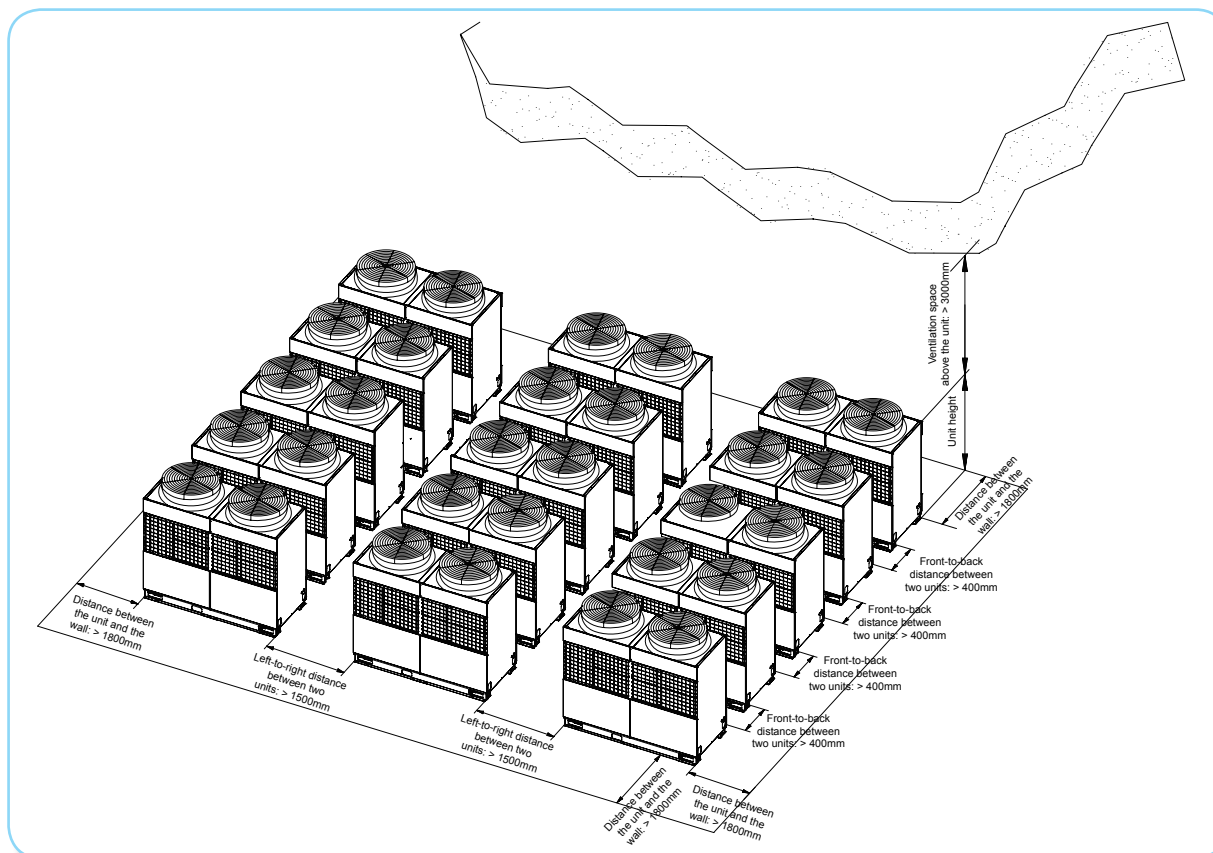 Ventilation space
above the unit: > 3000mm
Unit height
Distance between
the unit and the
wall: > 1800mm
Front-to-back
distance between
two units: > 400mm
Front-to-back
distance between
two units: > 400mm
Front-to-back
distance between
two units: > 400mm
Front-to-back
distance between
two units: > 400mm
Distance between
the unit and the
wall: > 1800mm
Left-to-right distance
between two
units: > 1500mm
Left-to-right distance
between two
units: > 1500mm
Distance between
the unit and the
wall: > 1800mm
Distance between
the unit and the
wall: > 1800mm